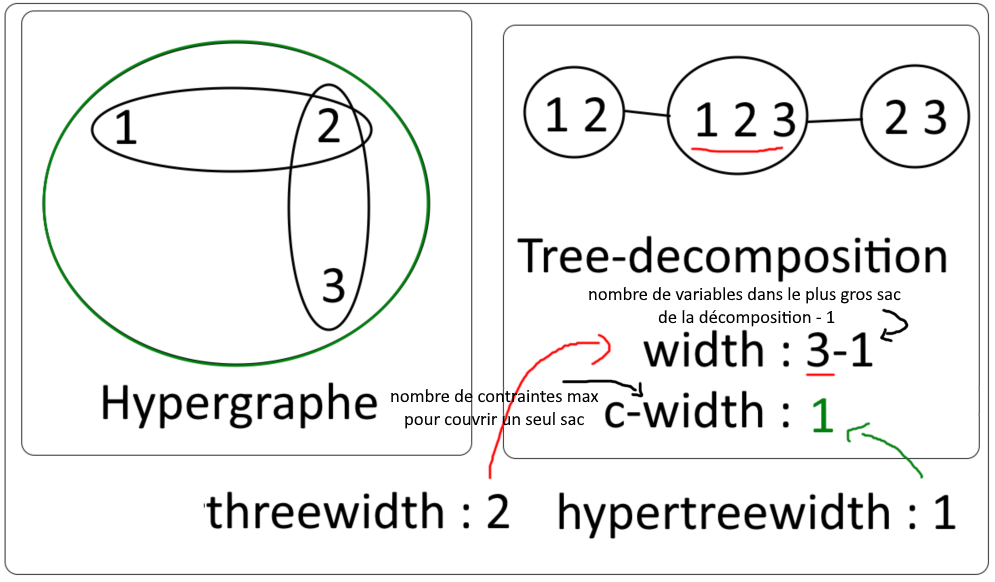 1
2
3
Hypergraphe
1 2
1 2 3
2 3
Tree-decomposition
nombre de variables dans le plus gros sac
de la décomposition - 1
width : 3-1
nombre de contraintes max
pour couvrir un seul sac
c-width : 1
threewidth : 2
hypertreewidth : 1